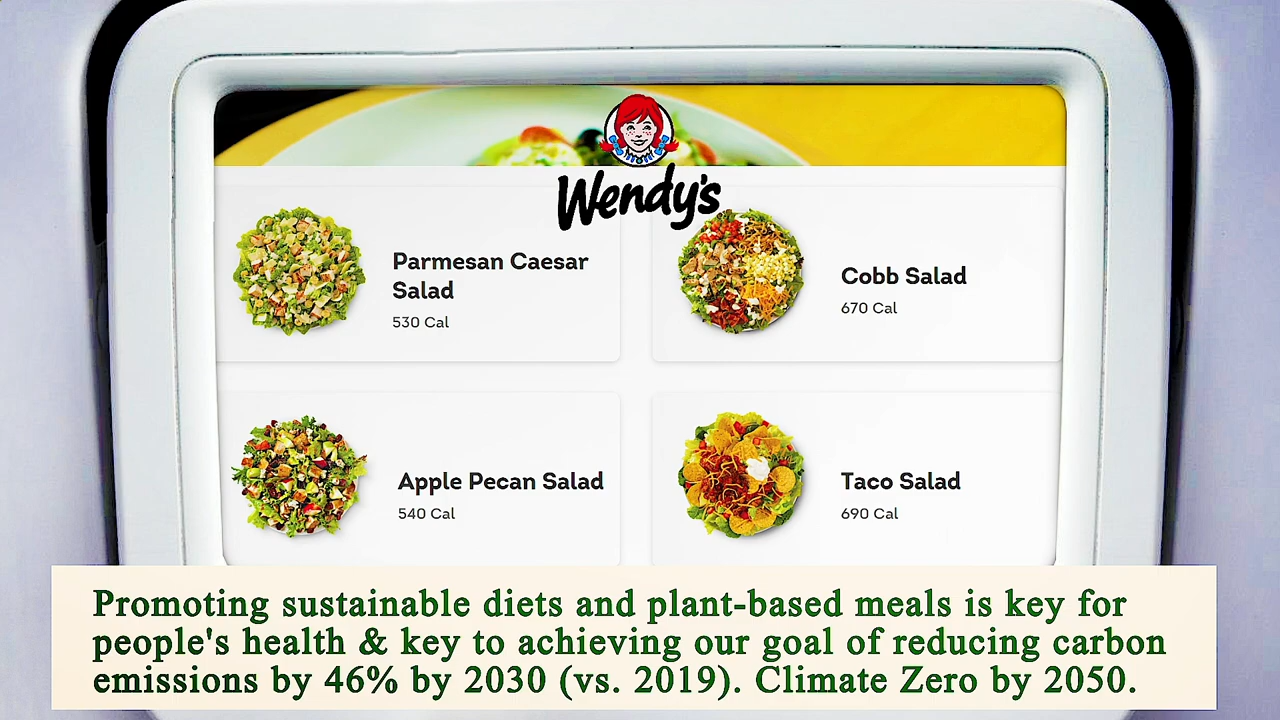 Wendy's
Parmesan Caesar
Salad
530 Cal
Cobb Salad
670 Cal
Apple Pecan Salad
540 Cal
Taco Salad
690 Cal
Promoting sustainable diets and plant-based meals is key for
people's health & key to achieving our goal of reducing carbon
emissions by 46% by 2030 (vs. 2019). Climate Zero by 2050.